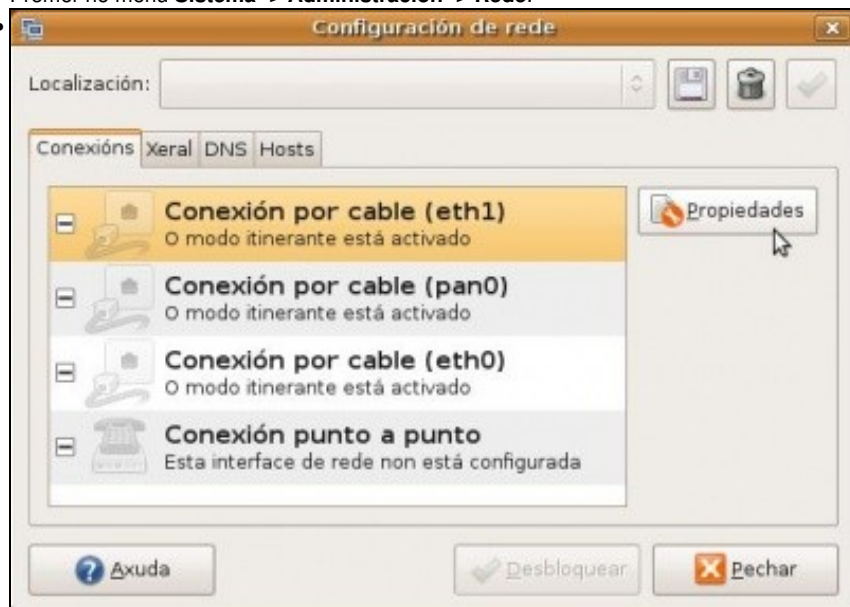 Premer no menú Sistema -> Administración -> Rede.
Configuración de rede
Localización:
Conexións Xeral DNS Hosts
Conexión por cable (eth1)
O modo itinerante está activado
Propiedades
Conexión por cable (pan0)
O modo itinerante está activado
Conexión por cable (eth0)
O modo itinerante está activado
Conexión punto a punto
Esta interface de rede non está configurada
Axuda
Desbloquear
Pechar